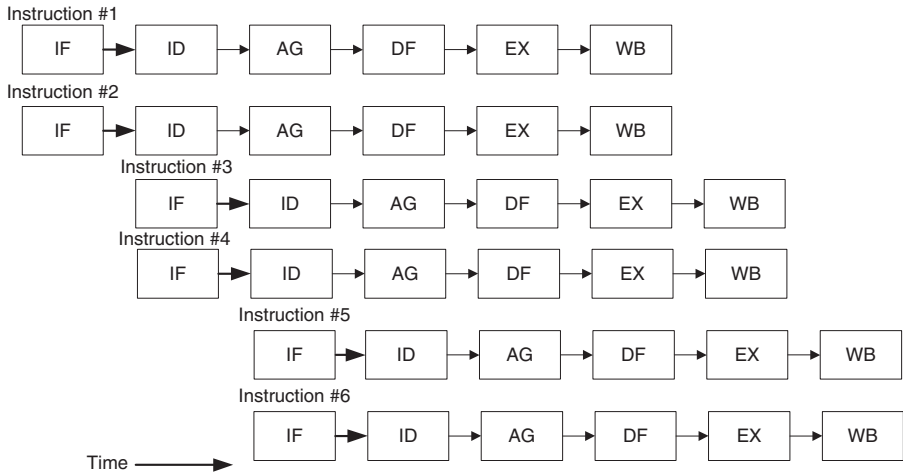 Instruction #1
IF ID AG DF EX WB
Instruction #2
IF ID AG DF EX WB
Instruction #3
IF ID AG DF EX WB
Instruction #4
IF ID AG DF EX WB
Instruction #5
IF ID AG DF EX WB
Instruction #6
IF ID AG DF EX WB
Time